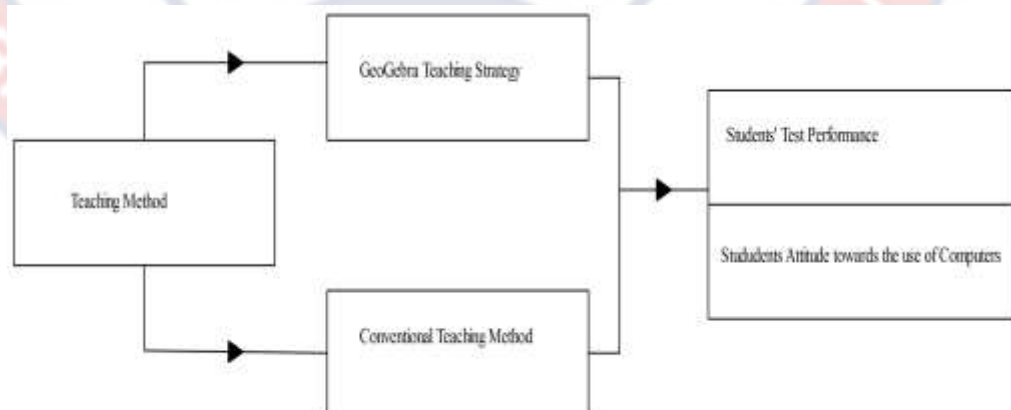 GeoGebra Teaching Strategy
Students' Test Performance
Teaching Method
Stududents Attitude towards the use of Computers
Conventional Teaching Method